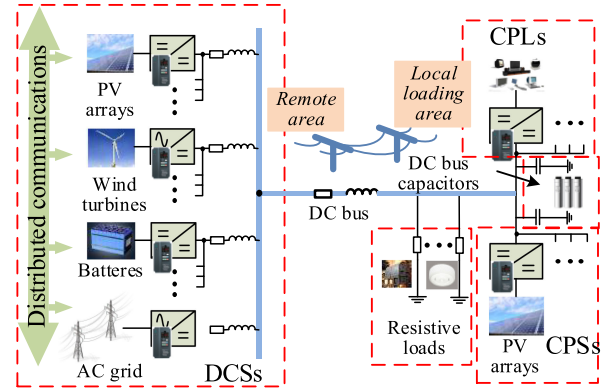 Distributed communications
PV
arrays
Wind
turbines
Batteres
AC grid
DCSs
Remote
area
Local
loading
area
DC bus
DC bus
capacitors
Resistive
loads
CPLs
PV
arrays
CPSs